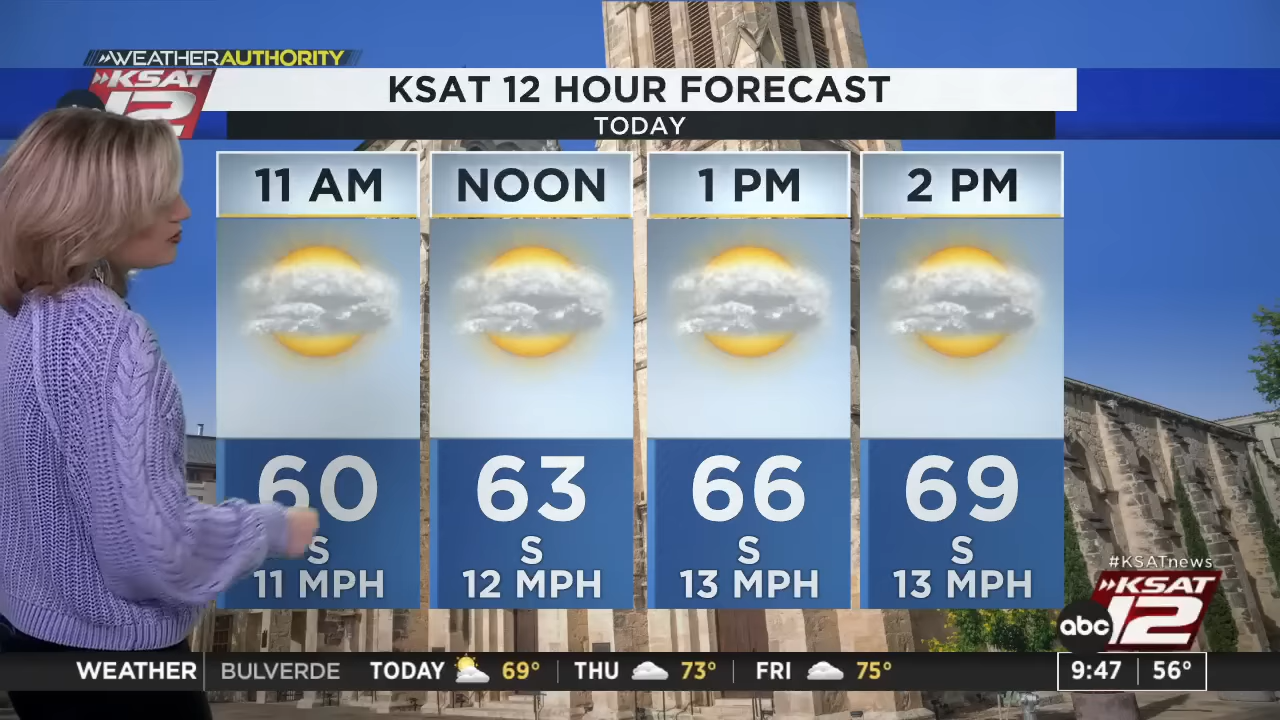 WEATHER AUTHORITY
KSAT
12
KSAT 12 HOUR FORECAST
TODAY
11 AM NOON 1 PM 2 PM
60 63 66 69
S S S S
11 MPH 12 MPH 13 MPH 13 MPH
#KSATnews
KSAT
abc 12
WEATHER BULVERDE TODAY 69° THU 73° FRI 75° 9:47 56°